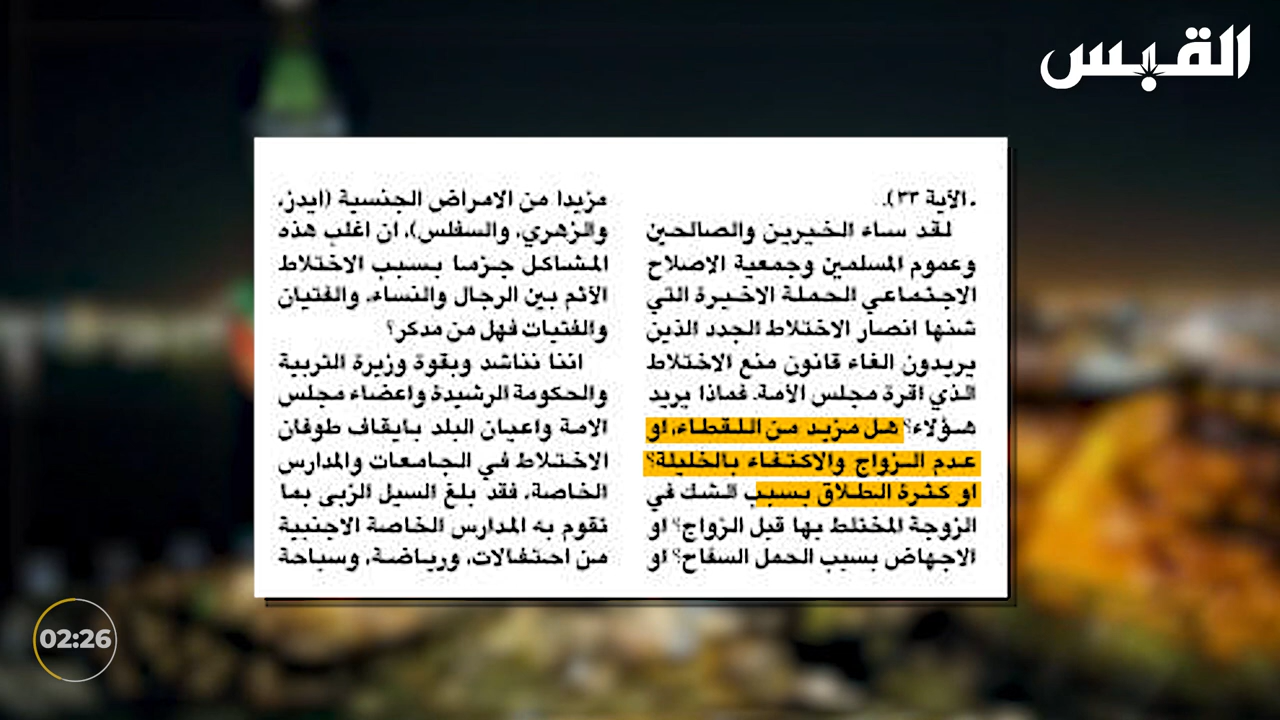 القبس
، الآية ٣٣).
لقد ساء الخيرين والصالحين
وعموم المسلمين وجمعية الاصلاح
الاجتماعي الحملة الاخيرة التي
شنها انصار الاختلاط الجدد الذين
يريدون الغاء قانون منع الاختلاط
الذي اقرة مجلس الأمة. فماذا يريد
هؤلاء؟ هل مزيد من اللقطاء، او
عدم الزواج والاكتفاء بالخليلة؟
او كثرة الطلاق بسبب الشك في
الزوجة المختلط بها قبل الزواج؟ او
الاجهاض بسبب الحمل السفاح؟ او
مزيدا من الامراض الجنسية (ايدز،
والزهري، والسفلس)، ان اغلب هذه
المشاكل جزما بسبب الاختلاط
الآثم بين الرجال والنساء، والفتيان
والفتيات فهل من مدكر؟
اننا نناشد وبقوة وزيرة التربية
والحكومة الرشيدة واعضاء مجلس
الامة واعيان البلد بايقاف طوفان
الاختلاط في الجامعات والمدارس
الخاصة، فقد بلغ السيل الزبى بما
تقوم به المدارس الخاصة الاجنبية
من احتفالات، ورياضة، وسباحة
02:26